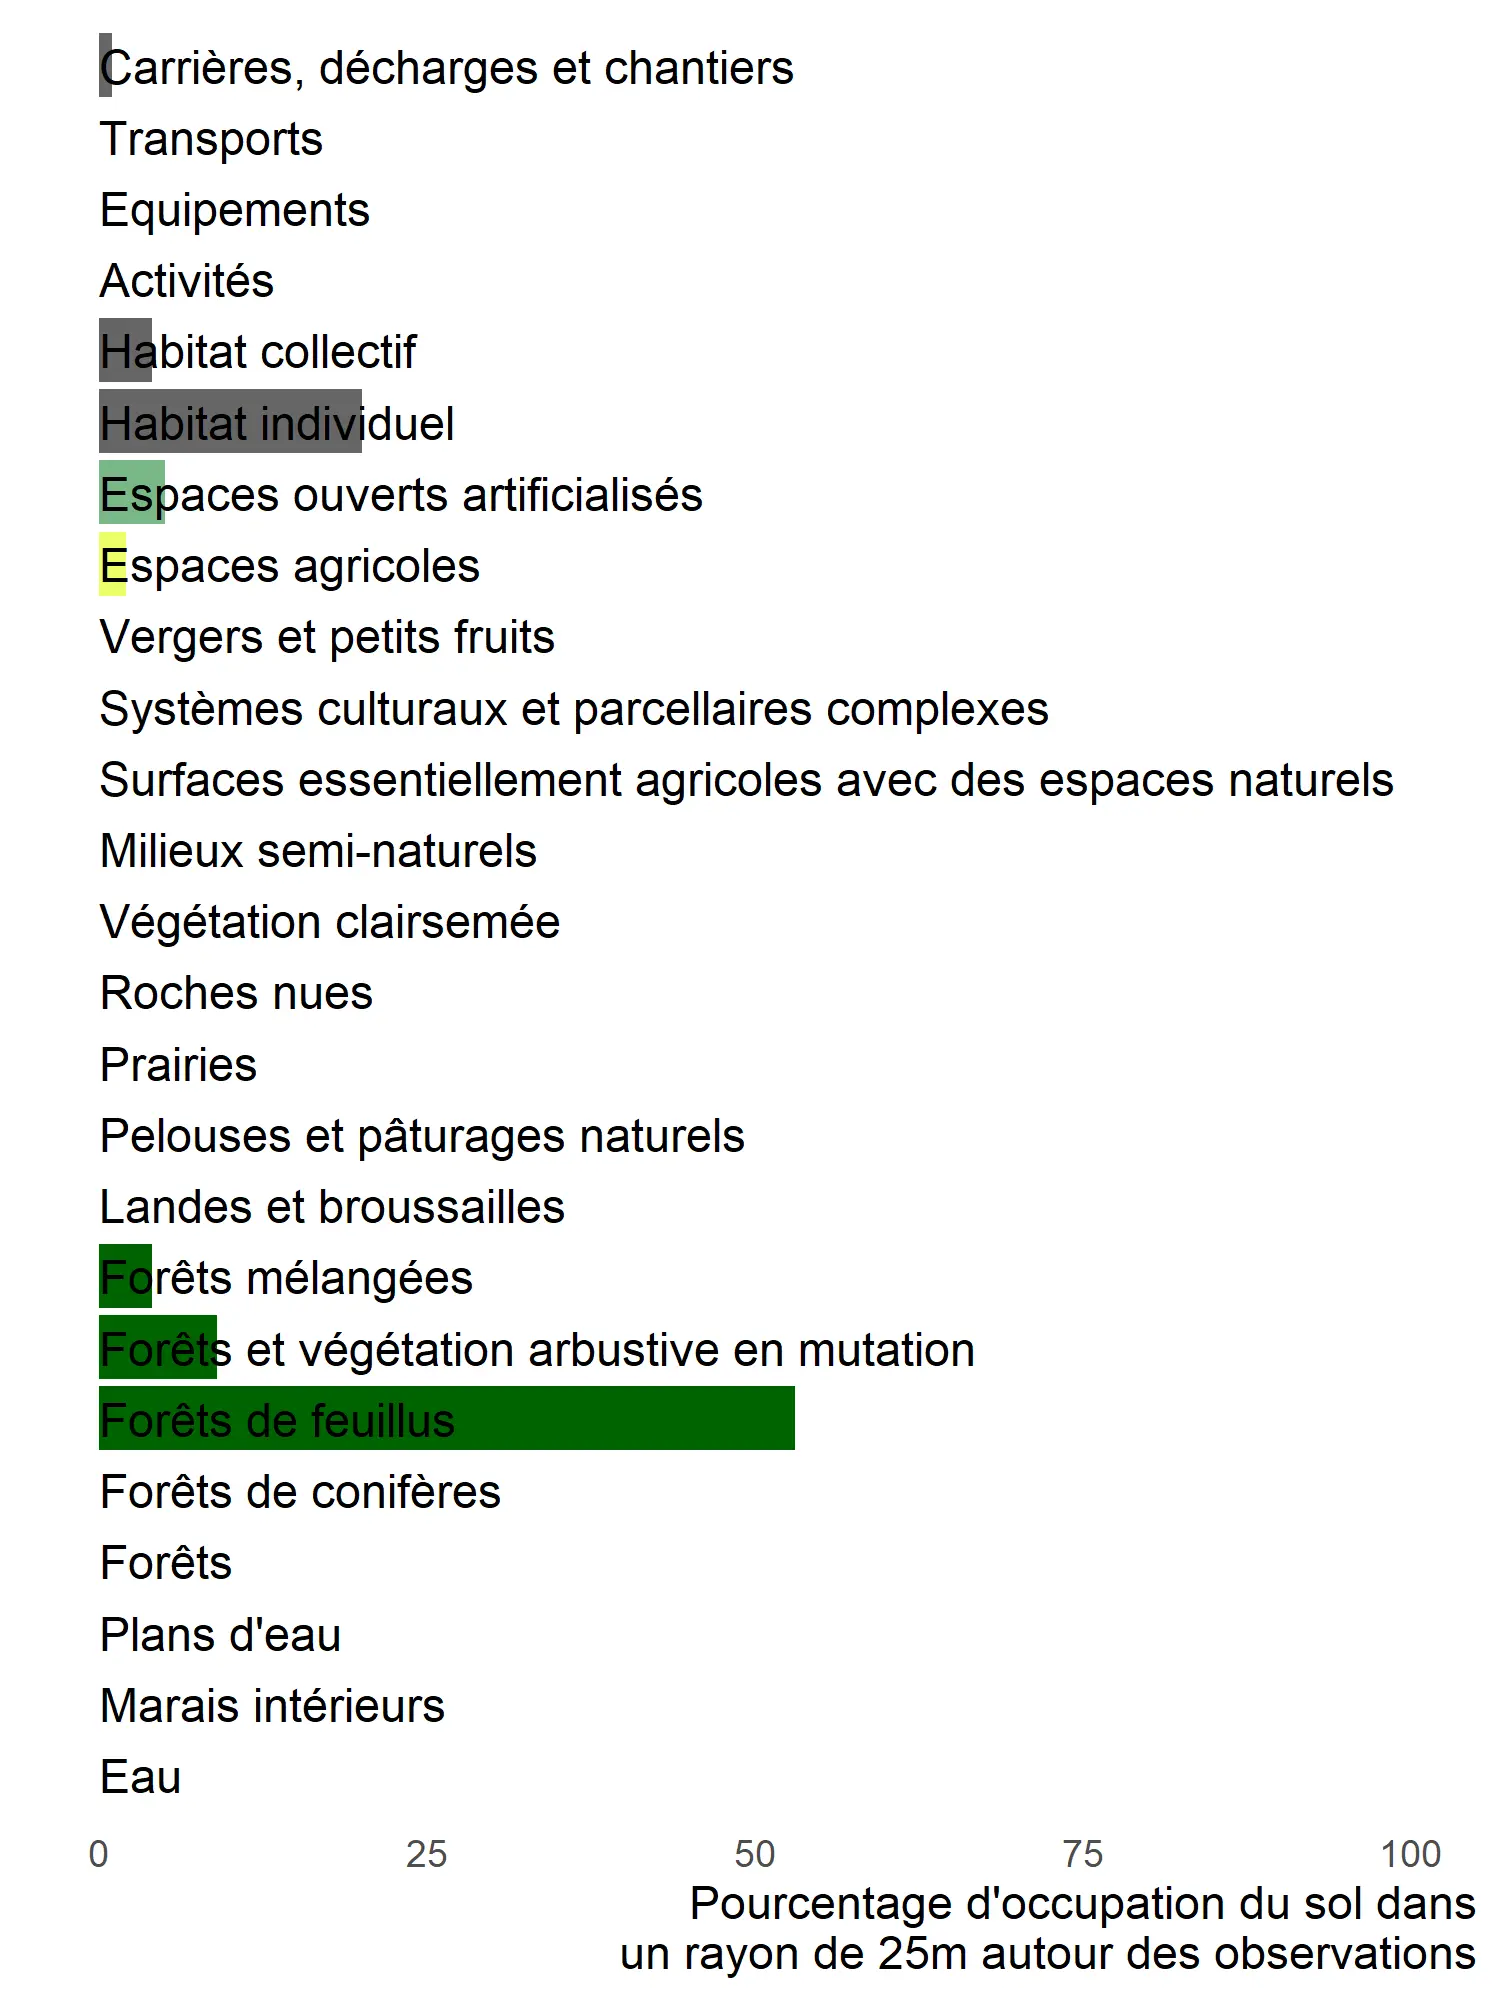 Carrières, décharges et chantiers
Transports
Equipements
Activités
Habitat collectif
Habitat individuel
Espaces ouverts artificialisés
Espaces agricoles
Vergers et petits fruits
Systèmes culturaux et parcellaires complexes
Surfaces essentiellement agricoles avec des espaces naturels
Milieux semi-naturels
Végétation clairsemée
Roches nues
Prairies
Pelouses et pâturages naturels
Landes et broussailles
Forêts mélangées
Forêts et végétation arbustive en mutation
Forêts de feuillus
Forêts de conifères
Forêts
Plans d'eau
Marais intérieurs
Eau
0 25 50 75 100
Pourcentage d'occupation du sol dans
un rayon de 25m autour des observations